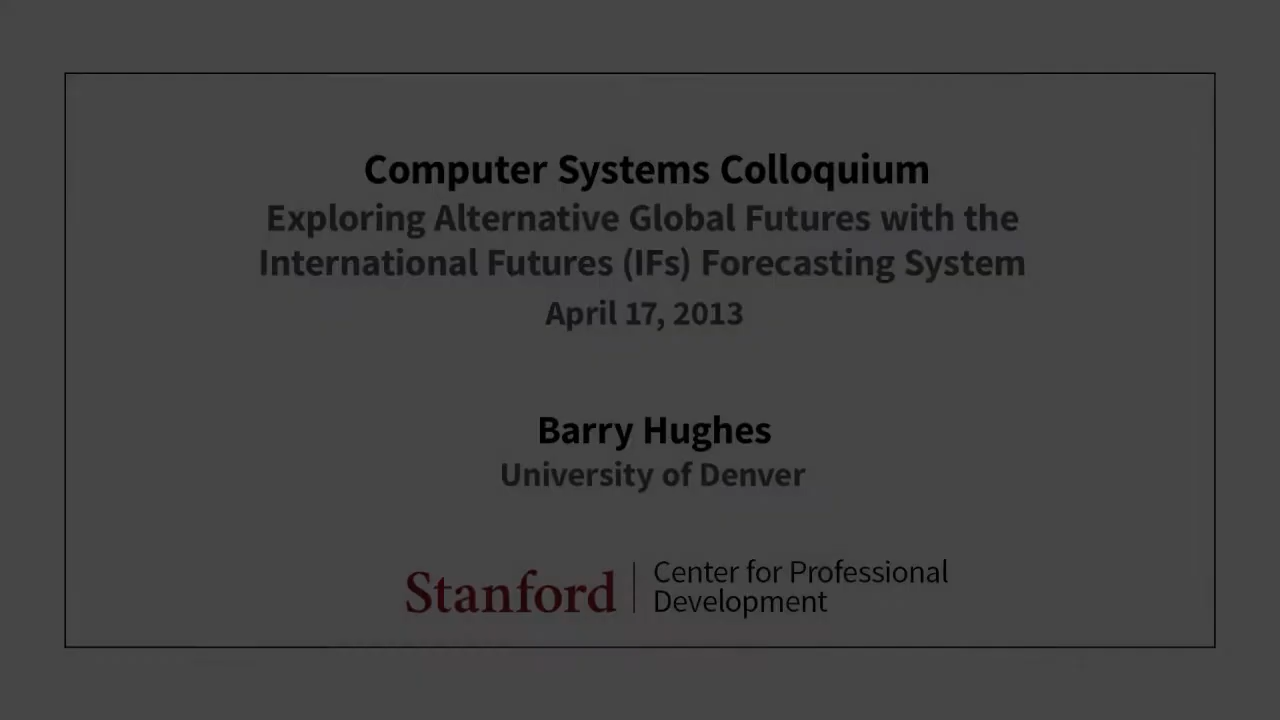 Computer Systems Colloquium
Exploring Alternative Global Futures with the
International Futures (IFs) Forecasting System
April 17, 2013
Barry Hughes
University of Denver
Stanford
Center for Professional
Development